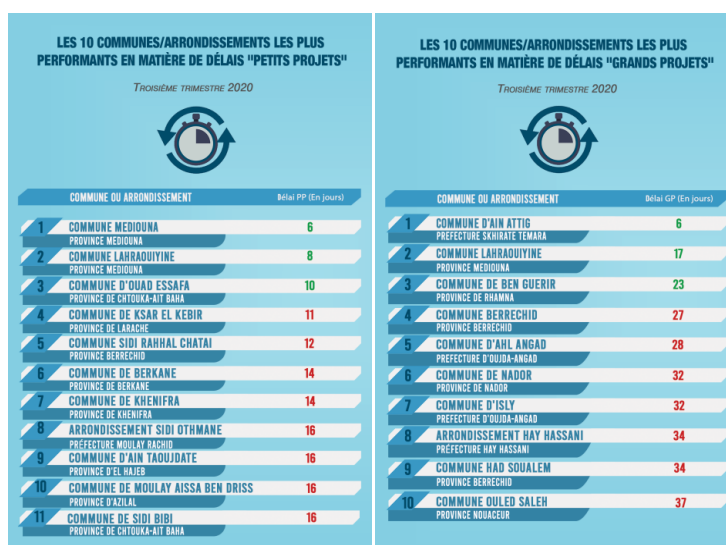 LES 10 COMMUNES/ARRONDISSEMENTS LES PLUS
PERFORMANTS EN MATIÈRE DE DÉLAIS "PETITS PROJETS"
TROISIÈME TRIMESTRE 2020
COMMUNE OU ARRONDISSEMENT Délai PP (En jours)
1 COMMUNE MEDIOUNA 6
PROVINCE MEDIOUNA
2 COMMUNE LAHRAOUIYINE 8
PROVINCE MEDIOUNA
3 COMMUNE D'OUAD ESSAFA 10
PROVINCE DE CHTOUKA-AIT BAHA
4 COMMUNE DE KSAR EL KEBIR 11
PROVINCE DE LARACHE
5 COMMUNE SIDI RAHHAL CHATAI 12
PROVINCE BERRECHID
6 COMMUNE DE BERKANE 14
PROVINCE DE BERKANE
7 COMMUNE DE KHENIFRA 14
PROVINCE DE KHENIFRA
8 ARRONDISSEMENT SIDI OTHMANE 16
PRÉFECTURE MOULAY RACHID
9 COMMUNE D'AIN TAOUJDATE 16
PROVINCE D'EL HAJEB
10 COMMUNE DE MOULAY AISSA BEN DRISS 16
PROVINCE D'AZILAL
11 COMMUNE DE SIDI BIBI 16
PROVINCE DE CHTOUKA-AIT BAHA
LES 10 COMMUNES/ARRONDISSEMENTS LES PLUS
PERFORMANTS EN MATIÈRE DE DÉLAIS "GRANDS PROJETS"
TROISIÈME TRIMESTRE 2020
COMMUNE OU ARRONDISSEMENT Délai GP (En jours)
1 COMMUNE D'AIN ATTIG 6
PREFECTURE SKHIRATE TEMARA
2 COMMUNE LAHRAOUIYINE 17
PROVINCE MEDIOUNA
3 COMMUNE DE BEN GUERIR 23
PROVINCE DE RHAMNA
4 COMMUNE BERRECHID 27
PROVINCE BERRECHID
5 COMMUNE D'AHL ANGAD 28
PREFECTURE D'OUJDA-ANGAD
6 COMMUNE DE NADOR 32
PROVINCE DE NADOR
7 COMMUNE D'ISLY 32
PREFECTURE D'OUJDA-ANGAD
8 ARRONDISSEMENT HAY HASSANI 34
PRÉFECTURE HAY HASSANI
9 COMMUNE HAD SOUALEM 34
PROVINCE BERRECHID
10 COMMUNE OULED SALEH 37
PROVINCE NOUACEUR